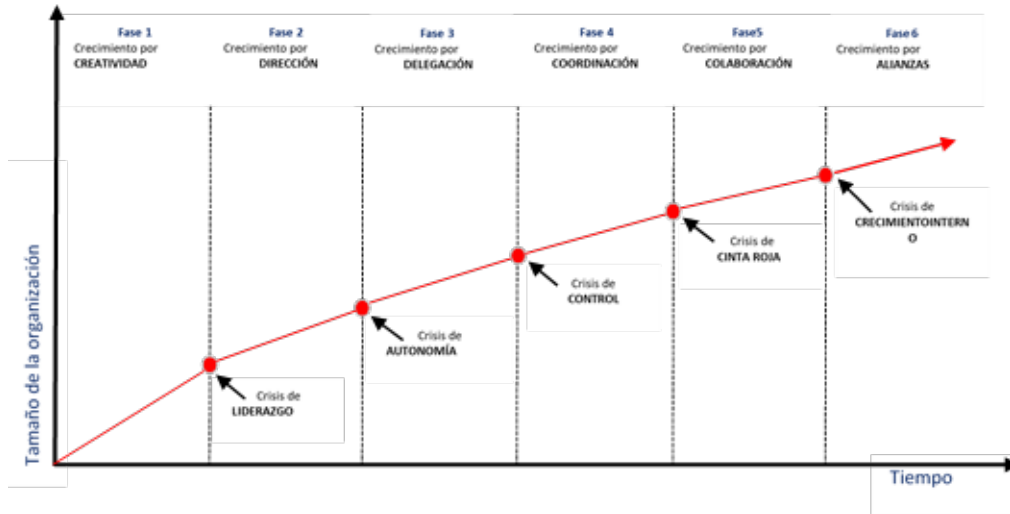 Fase 1
Crecimiento por
CREATIVIDAD
Fase 2
Crecimiento por
DIRECCIÓN
Fase 3
Crecimiento por
DELEGACIÓN
Fase 4
Crecimiento por
COORDINACIÓN
Fase5
Crecimiento por
COLABORACIÓN
Fase6
Crecimiento por
ALIANZAS
Crisis de
CRECIMIENTOINTERN
O
Crisis de
CINTA ROJA
Crisis de
CONTROL
Crisis de
AUTONOMÍA
Crisis de
LIDERAZGO
Tamaño de la organización
Tiempo